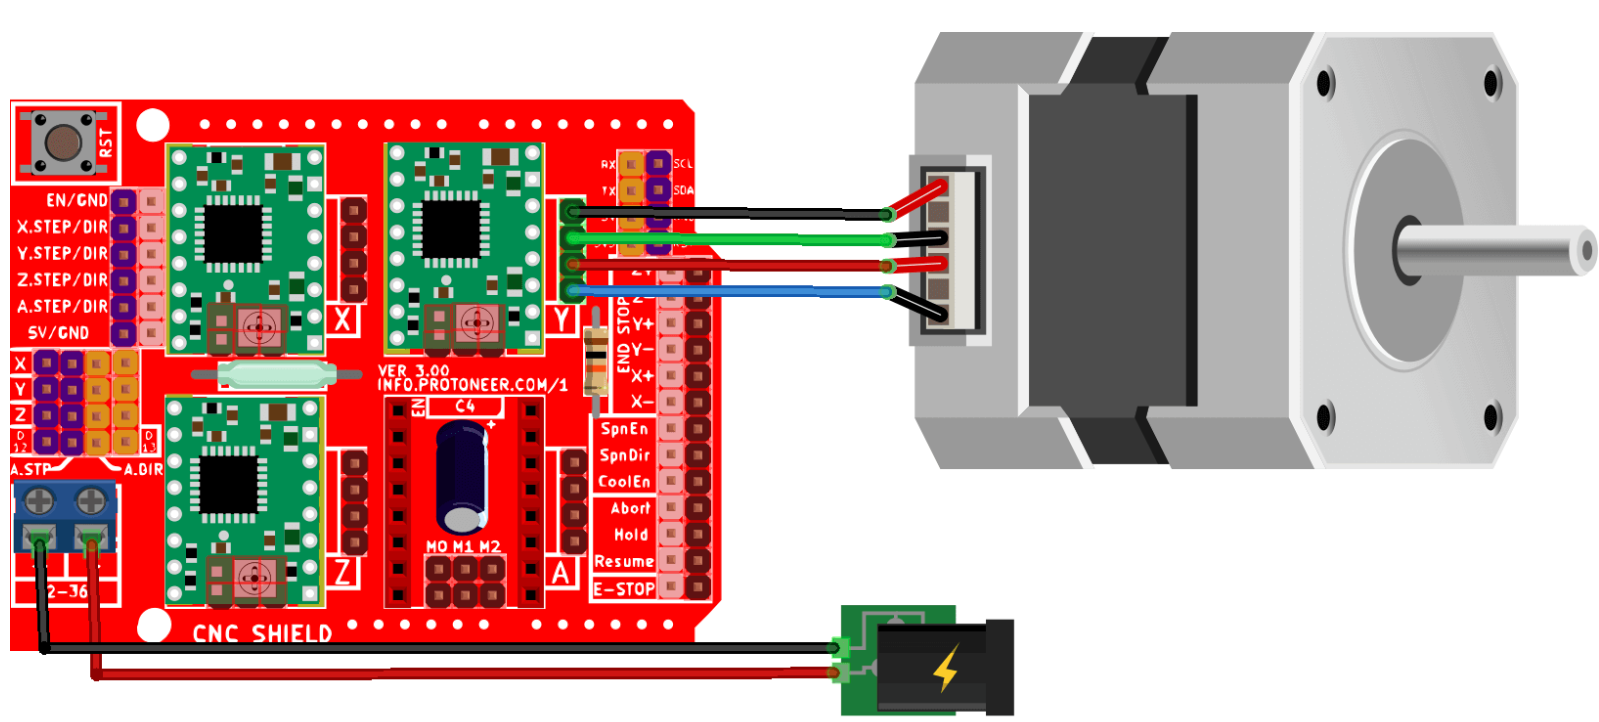 RST
EN/GND
X.STEP/DIR
Y.STEP/DIR
Z.STEP/DIR
A.STEP/DIR
5V/GND
X
Y
Z
D
12
D
13
A.STP
A.DIR
2-36
X
Y
Z
A
VER 3.00
INFO.PROTONEER.COM/1
EN
C4
+
M0 M1 M2
CNC SHIELD
RX
SCL
TX
SDA
END STOP
Z+
Z-
Y+
Y-
X+
X-
SpnEn
SpnDir
CoolEn
Abort
Hold
Resume
E-STOP